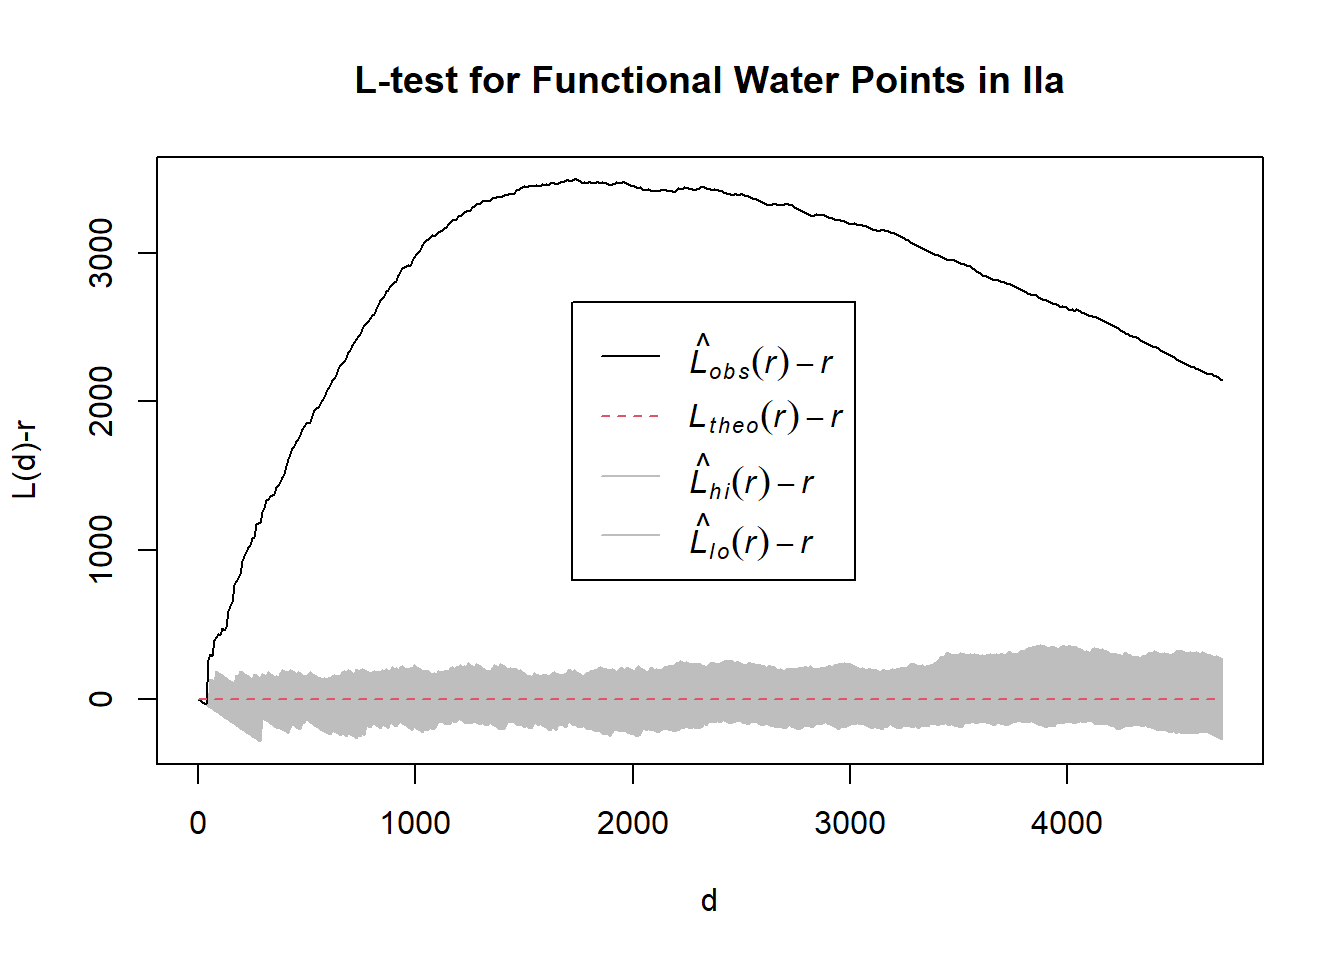 L-test for Functional Water Points in Ila
L(d)-r
3000
2000
1000
0
L̂obs(r) – r
Ltheo(r) – r
L̂hi(r) – r
L̂lo(r) – r
0 1000 2000 3000 4000
d